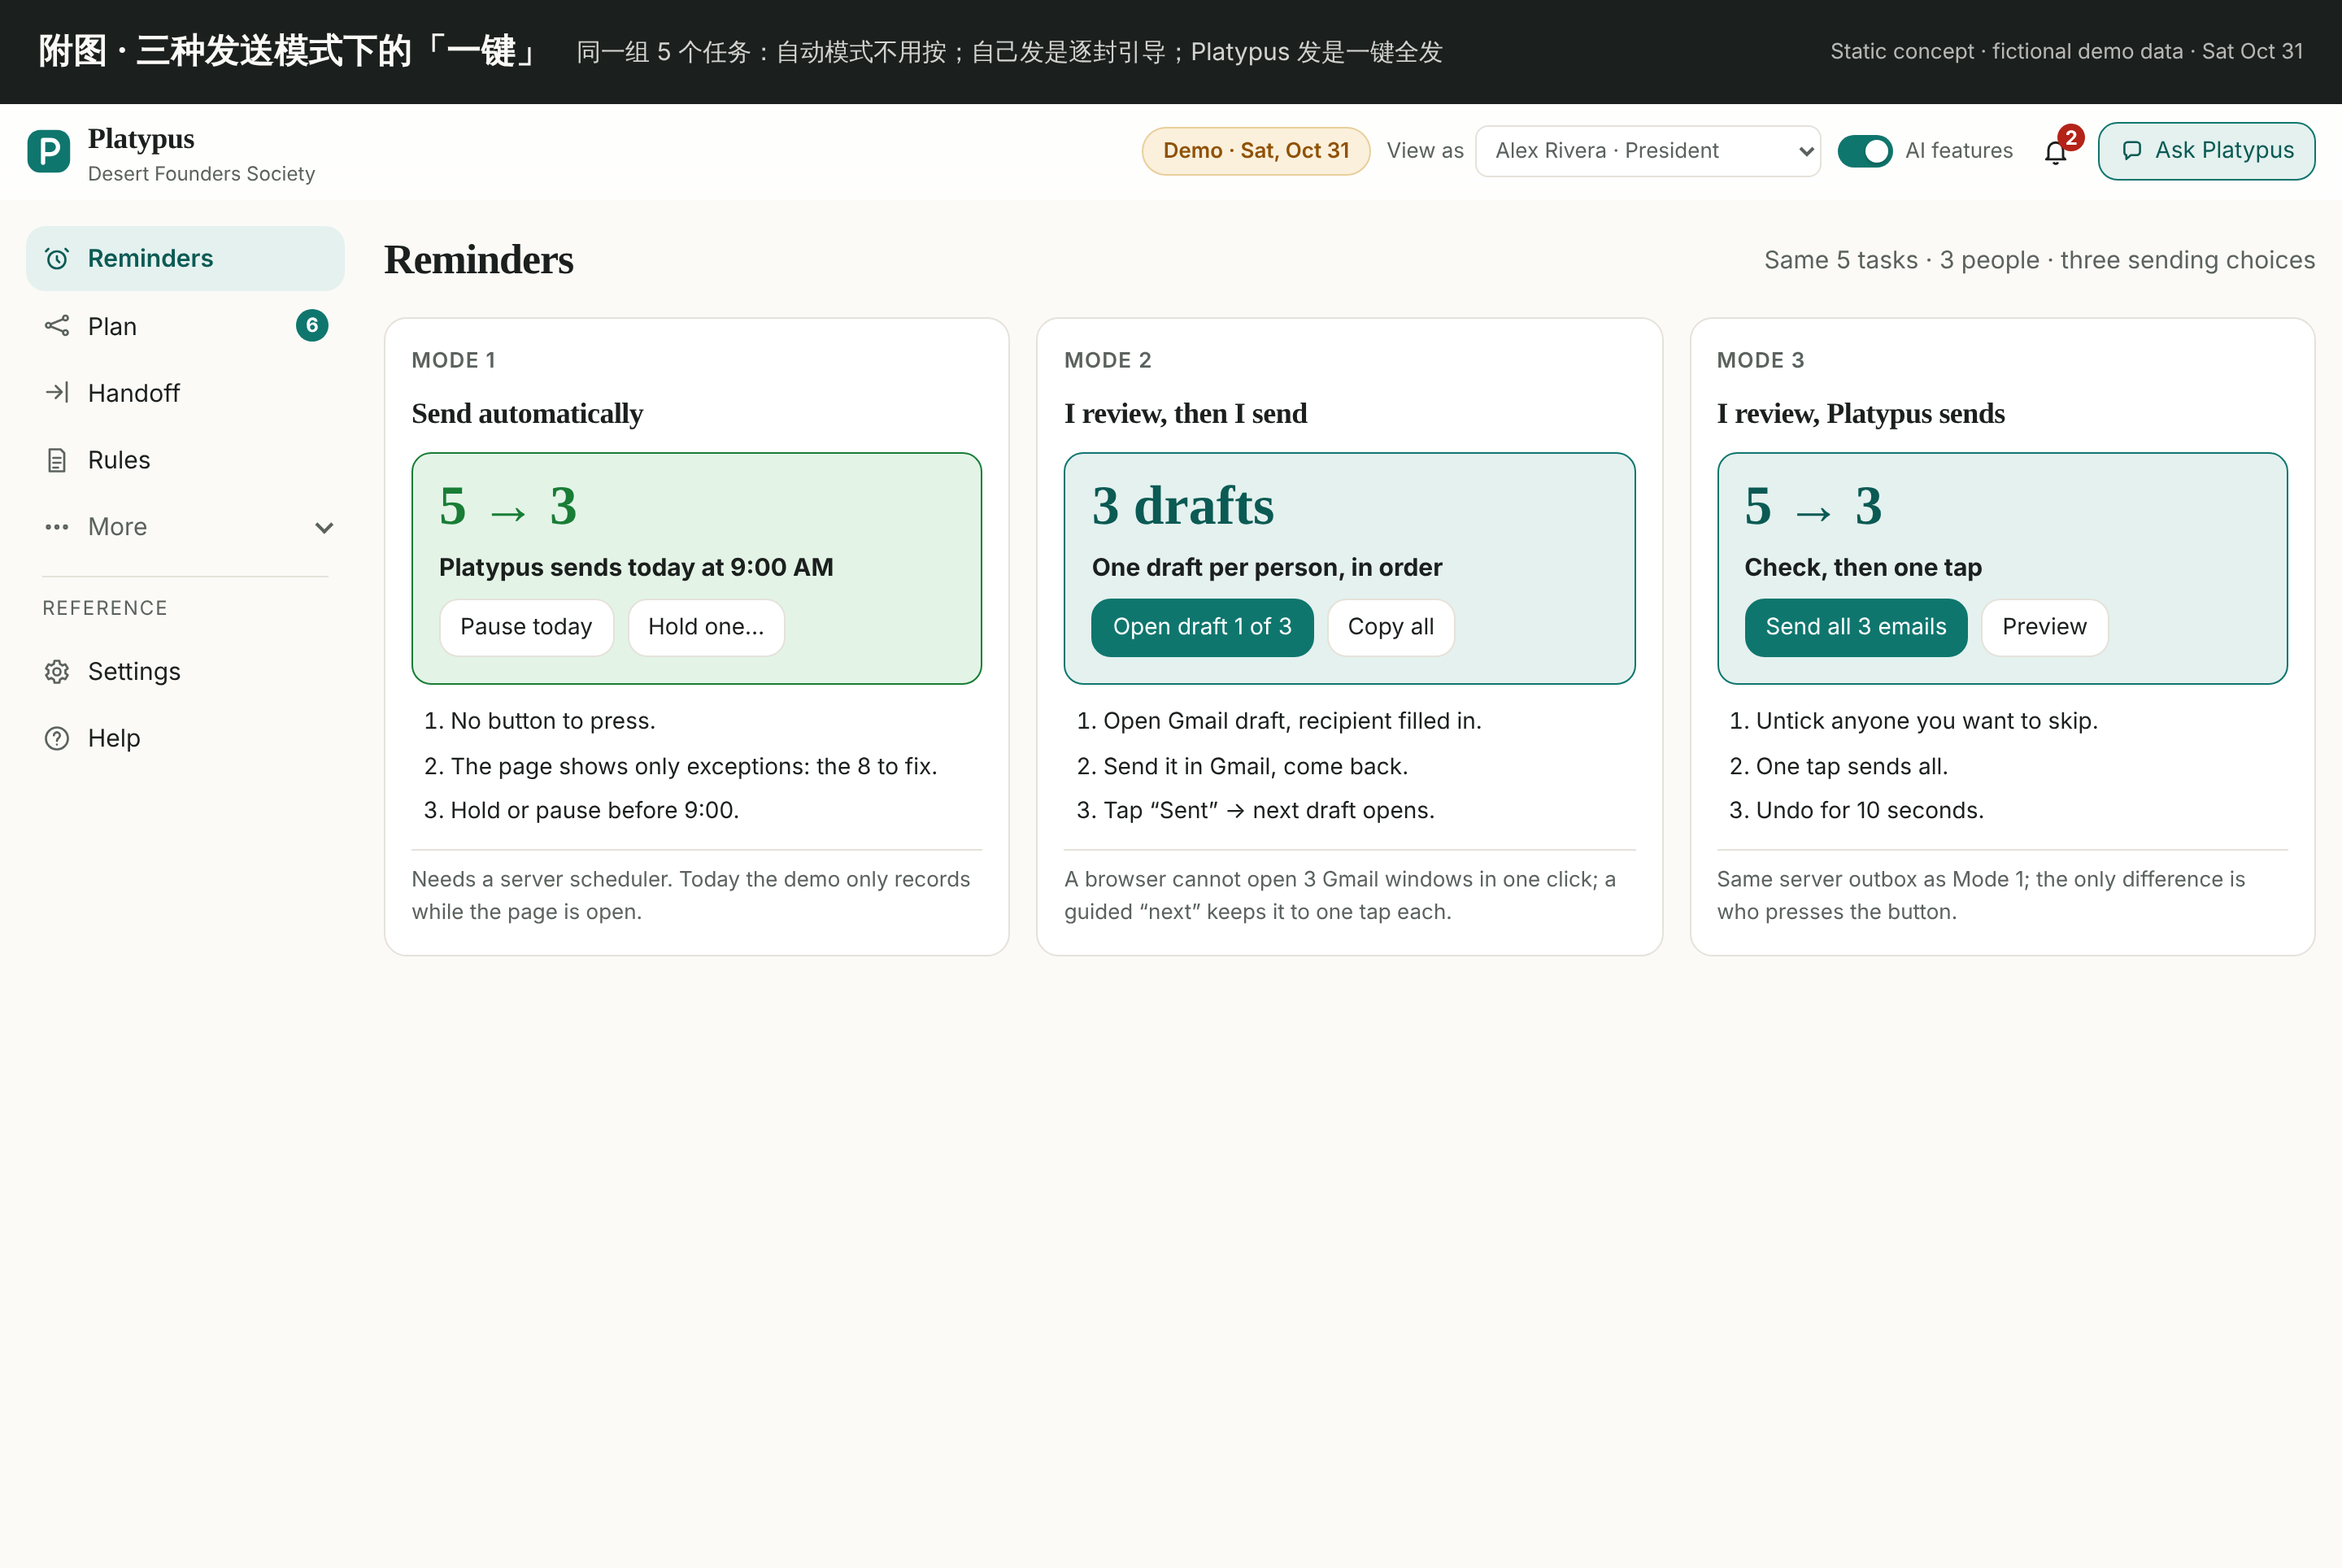 附图 · 三种发送模式下的「一键」
同一组 5 个任务：自动模式不用按；自己发是逐封引导；Platypus 发是一键全发
Static concept · fictional demo data · Sat Oct 31
P
Platypus
Desert Founders Society
Demo · Sat, Oct 31
View as
Alex Rivera · President
AI features
2
Ask Platypus
Reminders
Plan
6
Handoff
Rules
More
REFERENCE
Settings
Help
Reminders
Same 5 tasks · 3 people · three sending choices
MODE 1
Send automatically
5 → 3
Platypus sends today at 9:00 AM
Pause today
Hold one...
1. No button to press.
2. The page shows only exceptions: the 8 to fix.
3. Hold or pause before 9:00.
Needs a server scheduler. Today the demo only records
while the page is open.
MODE 2
I review, then I send
3 drafts
One draft per person, in order
Open draft 1 of 3
Copy all
1. Open Gmail draft, recipient filled in.
2. Send it in Gmail, come back.
3. Tap “Sent” → next draft opens.
A browser cannot open 3 Gmail windows in one click; a
guided “next” keeps it to one tap each.
MODE 3
I review, Platypus sends
5 → 3
Check, then one tap
Send all 3 emails
Preview
1. Untick anyone you want to skip.
2. One tap sends all.
3. Undo for 10 seconds.
Same server outbox as Mode 1; the only difference is
who presses the button.